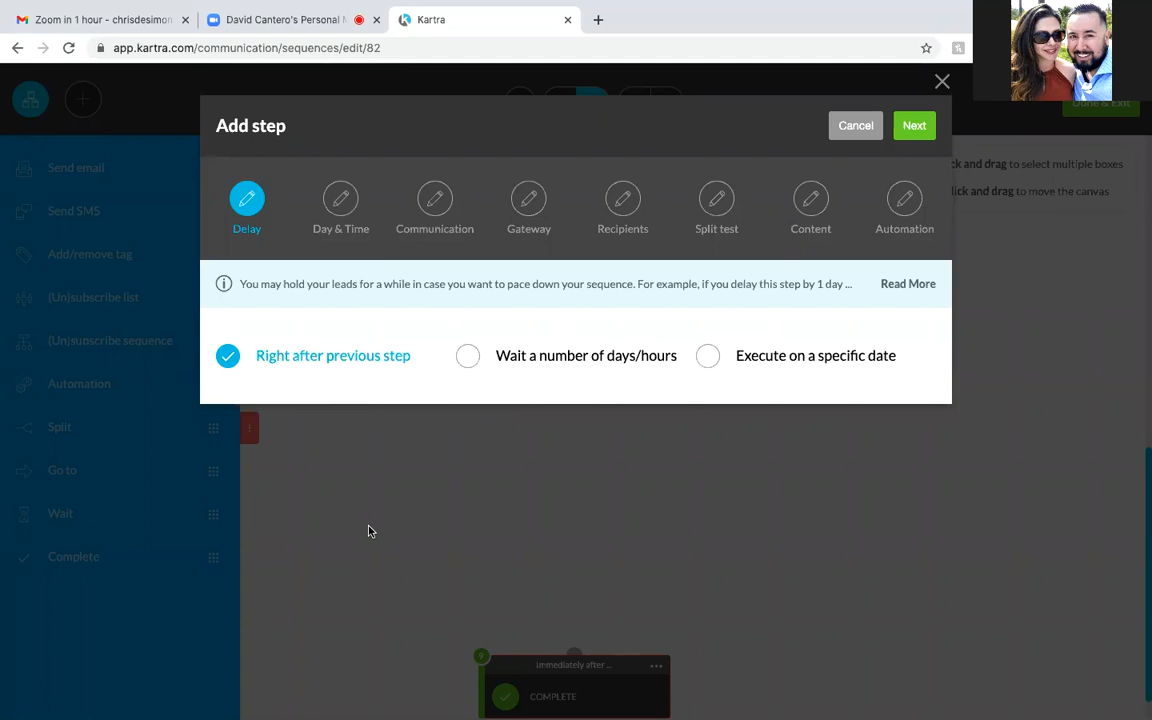 Zoom in 1 hour - chrisdesimon
David Cantero's Personal M
Kartra
app.kartra.com/communication/sequences/edit/82
Add step
Cancel
Next
Done & Exit
Send email
Send SMS
Add/remove tag
(Un)subscribe list
(Un)subscribe sequence
Automation
Split
Go to
Wait
Complete
Delay
Day & Time
Communication
Gateway
Recipients
Split test
Content
Automation
ck and drag to select multiple boxes
lick and drag to move the canvas
You may hold your leads for a while in case you want to pace down your sequence. For example, if you delay this step by 1 day ...
Read More
Right after previous step
Wait a number of days/hours
Execute on a specific date
9
Immediately after ...
COMPLETE